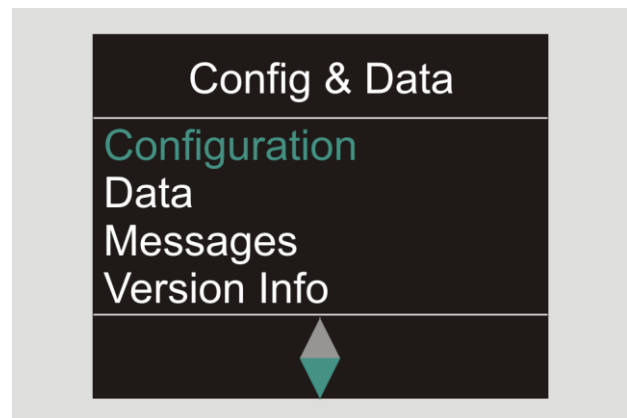 Config & Data
Configuration
Data
Messages
Version Info